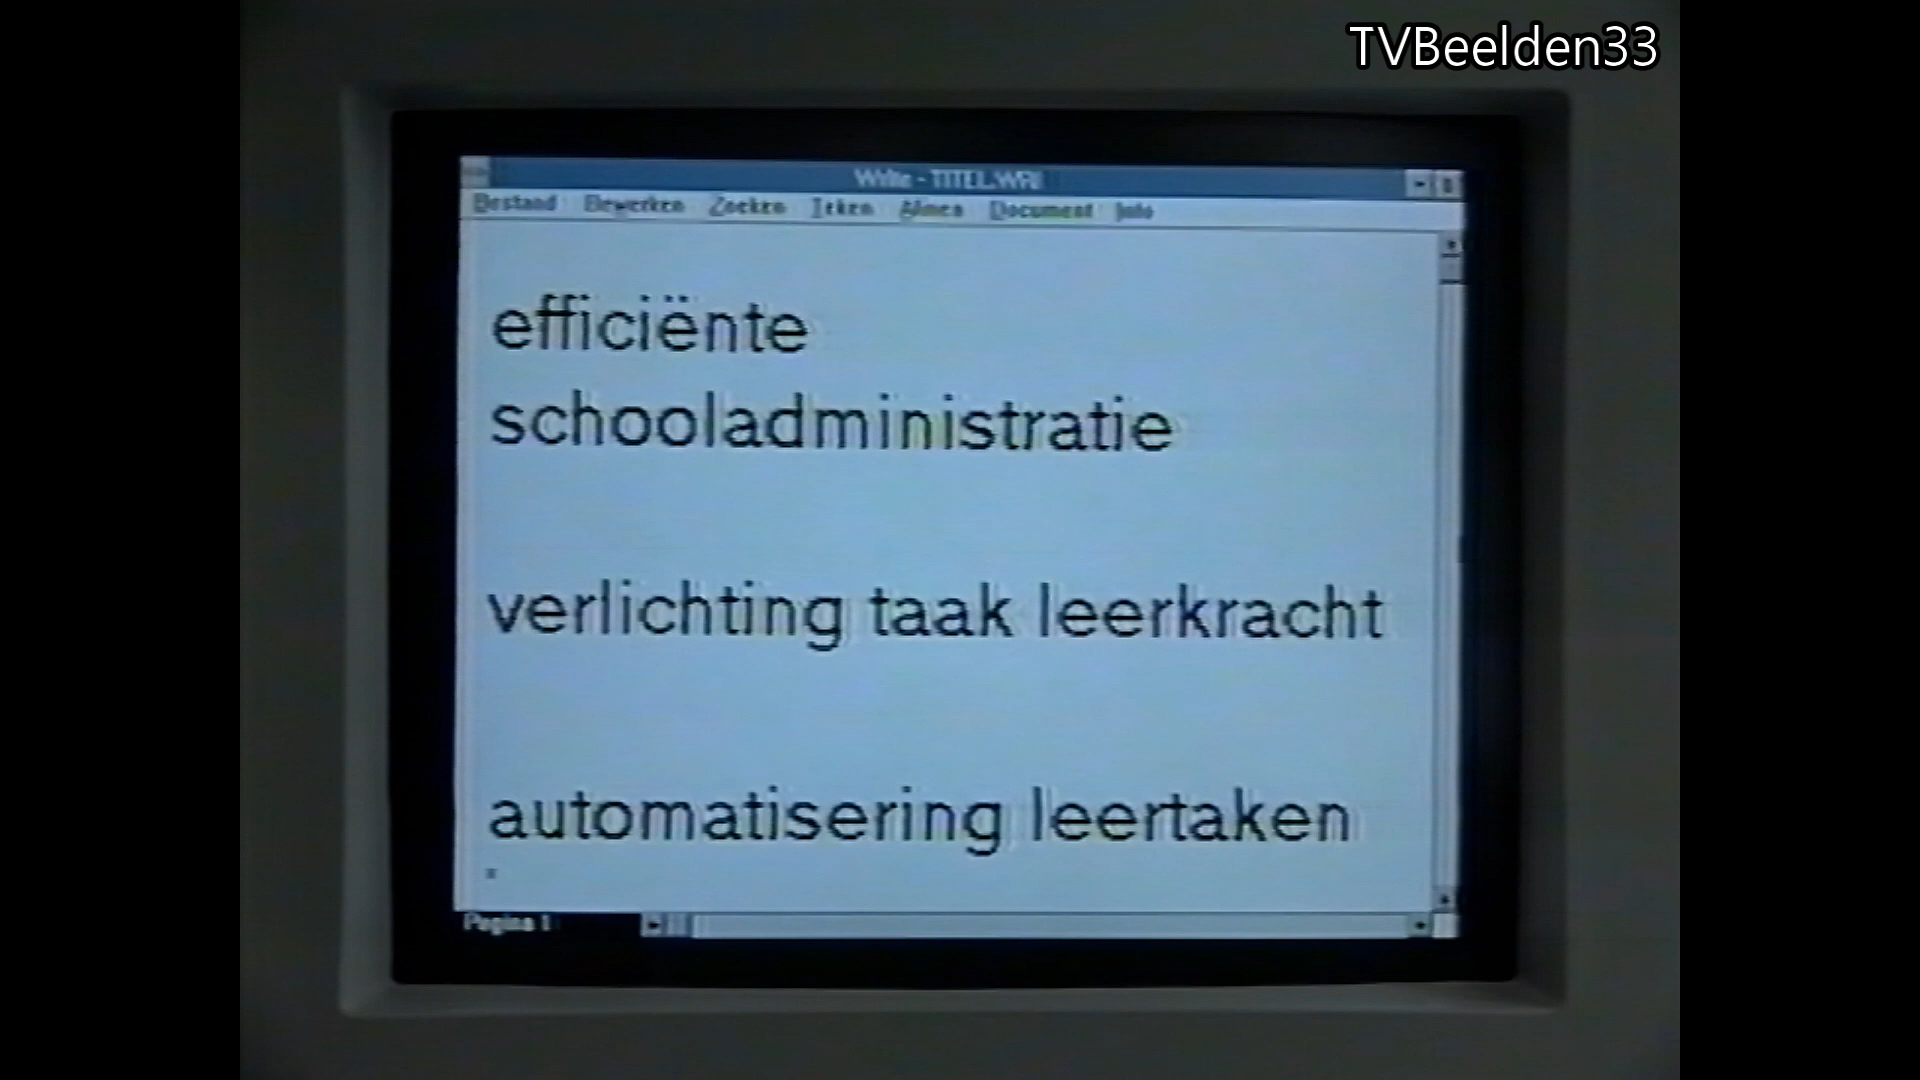 TVBeelden33
Write - TITEL.WRI
Bestand Bewerken Zoeken Teken Alinea Document Info
efficiënte
schooladministratie
verlichting taak leerkracht
automatisering leertaken
Pagina 1